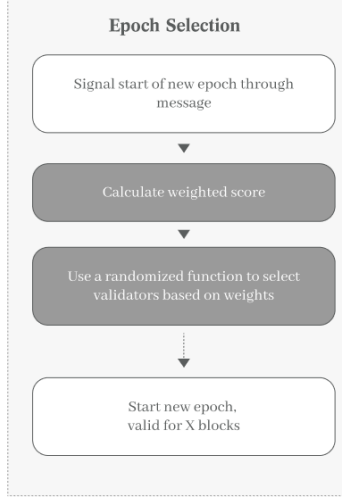 Epoch Selection
Signal start of new epoch through
message
Calculate weighted score
Use a randomized function to select
validators based on weights
Start new epoch,
valid for X blocks